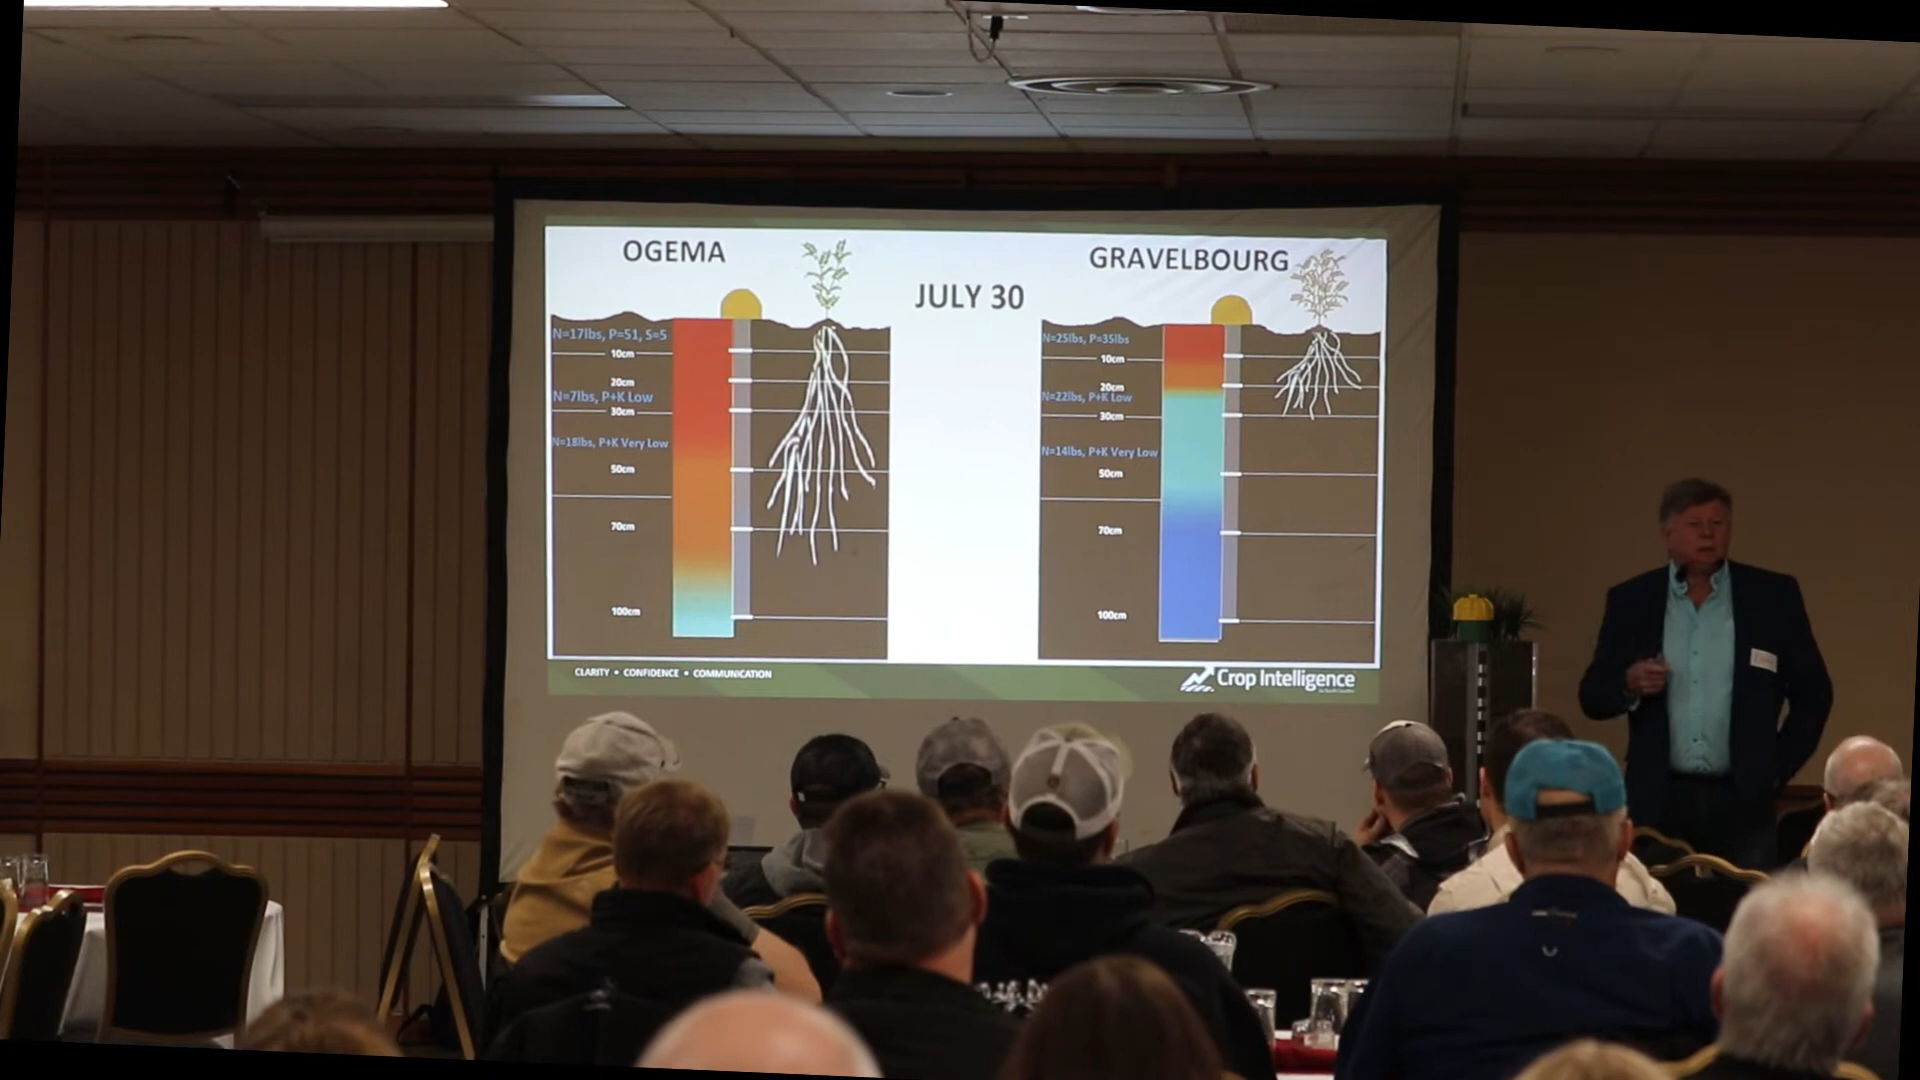 OGEMA
GRAVELBOURG
JULY 30
N=17lbs, P=51, S=5
10cm
20cm
N=7lbs, P+K Low
30cm
N=18lbs, P+K Very Low
50cm
70cm
100cm
N=25lbs, P=35lbs
10cm
20cm
N=22lbs, P+K Low
30cm
N=14lbs, P+K Very Low
50cm
70cm
100cm
CLARITY • CONFIDENCE • COMMUNICATION
Crop Intelligence